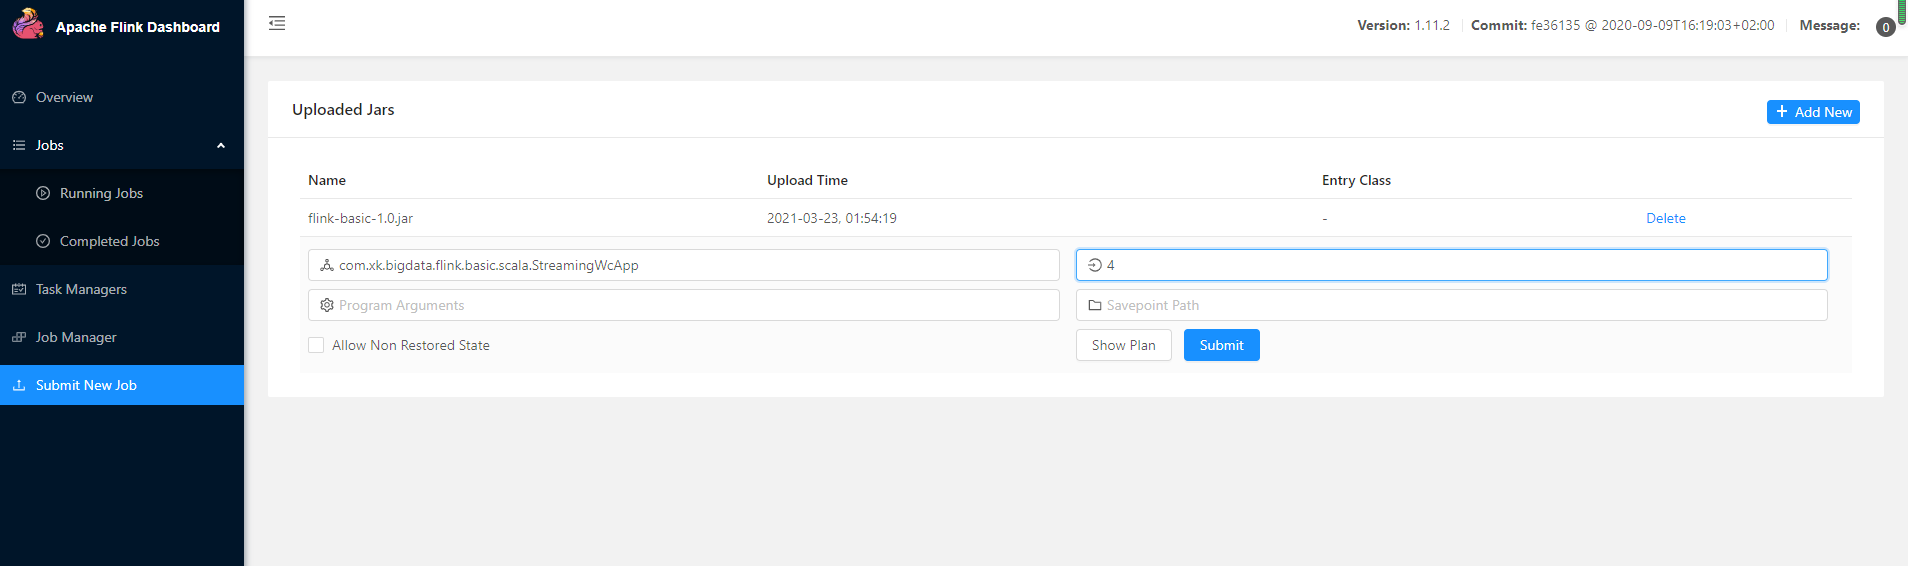 Apache Flink Dashboard
Version: 1.11.2 Commit: fe36135 @ 2020-09-09T16:19:03+02:00 Message: 0
Overview
Jobs
Running Jobs
Completed Jobs
Task Managers
Job Manager
Submit New Job
Uploaded Jars
+ Add New
Name Upload Time Entry Class
flink-basic-1.0.jar 2021-03-23, 01:54:19 - Delete
com.xk.bigdata.flink.basic.scala.StreamingWcApp 4
Program Arguments Savepoint Path
Allow Non Restored State Show Plan Submit